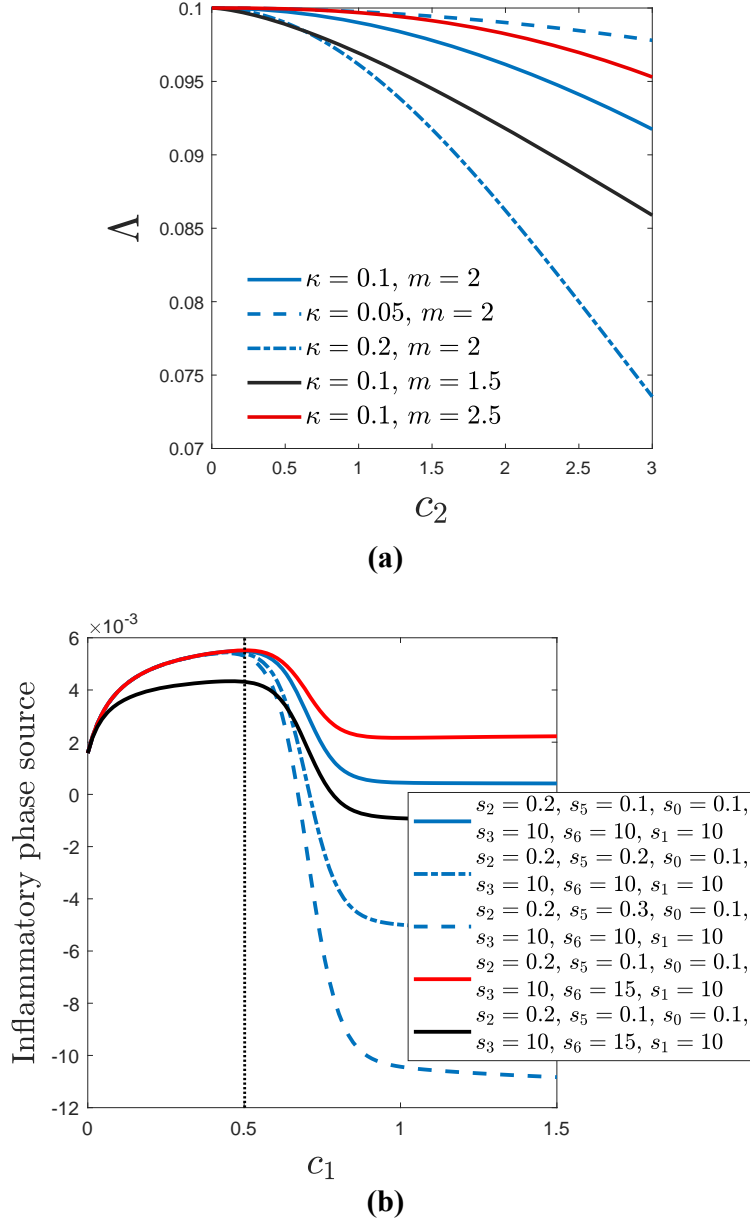 0.1
0.095
0.09
0.085
0.08
0.075
0.07
Λ
κ = 0.1, m = 2
κ = 0.05, m = 2
κ = 0.2, m = 2
κ = 0.1, m = 1.5
κ = 0.1, m = 2.5
0 0.5 1 1.5 2 2.5 3
c₂
(a)
×10⁻³
6
4
2
0
-2
-4
-6
-8
-10
-12
Inflammatory phase source
s₂ = 0.2, s₅ = 0.1, s₀ = 0.1,
s₃ = 10, s₆ = 10, s₁ = 10
s₂ = 0.2, s₅ = 0.2, s₀ = 0.1,
s₃ = 10, s₆ = 10, s₁ = 10
s₂ = 0.2, s₅ = 0.3, s₀ = 0.1,
s₃ = 10, s₆ = 10, s₁ = 10
s₂ = 0.2, s₅ = 0.1, s₀ = 0.1,
s₃ = 10, s₆ = 15, s₁ = 10
s₂ = 0.2, s₅ = 0.1, s₀ = 0.1,
s₃ = 10, s₆ = 15, s₁ = 10
0 0.5 1 1.5
c₁
(b)